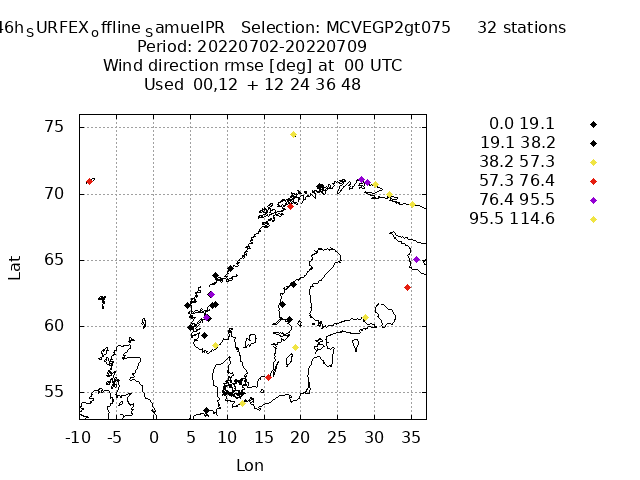 46h_SURFEX_offline_SamuelPR Selection: MCVEGP2gt075 32 stations
Period: 20220702-20220709
Wind direction rmse [deg] at 00 UTC
Used 00,12 + 12 24 36 48
0.0 19.1
19.1 38.2
38.2 57.3
57.3 76.4
76.4 95.5
95.5 114.6
75
70
65
60
55
Lat
-10 -5 0 5 10 15 20 25 30 35
Lon